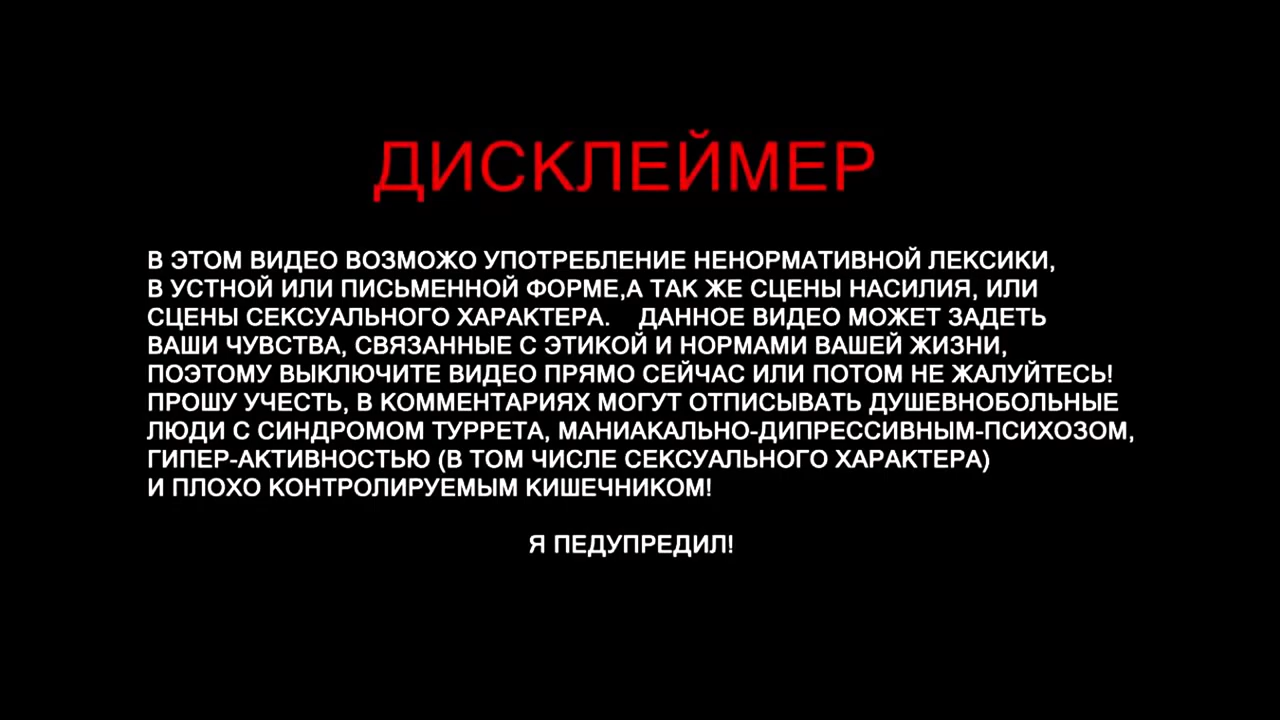 ДИСКЛЕЙМЕР
В ЭТОМ ВИДЕО ВОЗМОЖО УПОТРЕБЛЕНИЕ НЕНОРМАТИВНОЙ ЛЕКСИКИ,
В УСТНОЙ ИЛИ ПИСЬМЕННОЙ ФОРМЕ,А ТАК ЖЕ СЦЕНЫ НАСИЛИЯ, ИЛИ
СЦЕНЫ СЕКСУАЛЬНОГО ХАРАКТЕРА. ДАННОЕ ВИДЕО МОЖЕТ ЗАДЕТЬ
ВАШИ ЧУВСТВА, СВЯЗАННЫЕ С ЭТИКОЙ И НОРМАМИ ВАШЕЙ ЖИЗНИ,
ПОЭТОМУ ВЫКЛЮЧИТЕ ВИДЕО ПРЯМО СЕЙЧАС ИЛИ ПОТОМ НЕ ЖАЛУЙТЕСЬ!
ПРОШУ УЧЕСТЬ, В КОММЕНТАРИЯХ МОГУТ ОТПИСЫВАТЬ ДУШЕВНОБОЛЬНЫЕ
ЛЮДИ С СИНДРОМОМ ТУРРЕТА, МАНИАКАЛЬНО-ДИПРЕССИВНЫМ-ПСИХОЗОМ,
ГИПЕР-АКТИВНОСТЬЮ (В ТОМ ЧИСЛЕ СЕКСУАЛЬНОГО ХАРАКТЕРА)
И ПЛОХО КОНТРОЛИРУЕМЫМ КИШЕЧНИКОМ!
Я ПЕДУПРЕДИЛ!